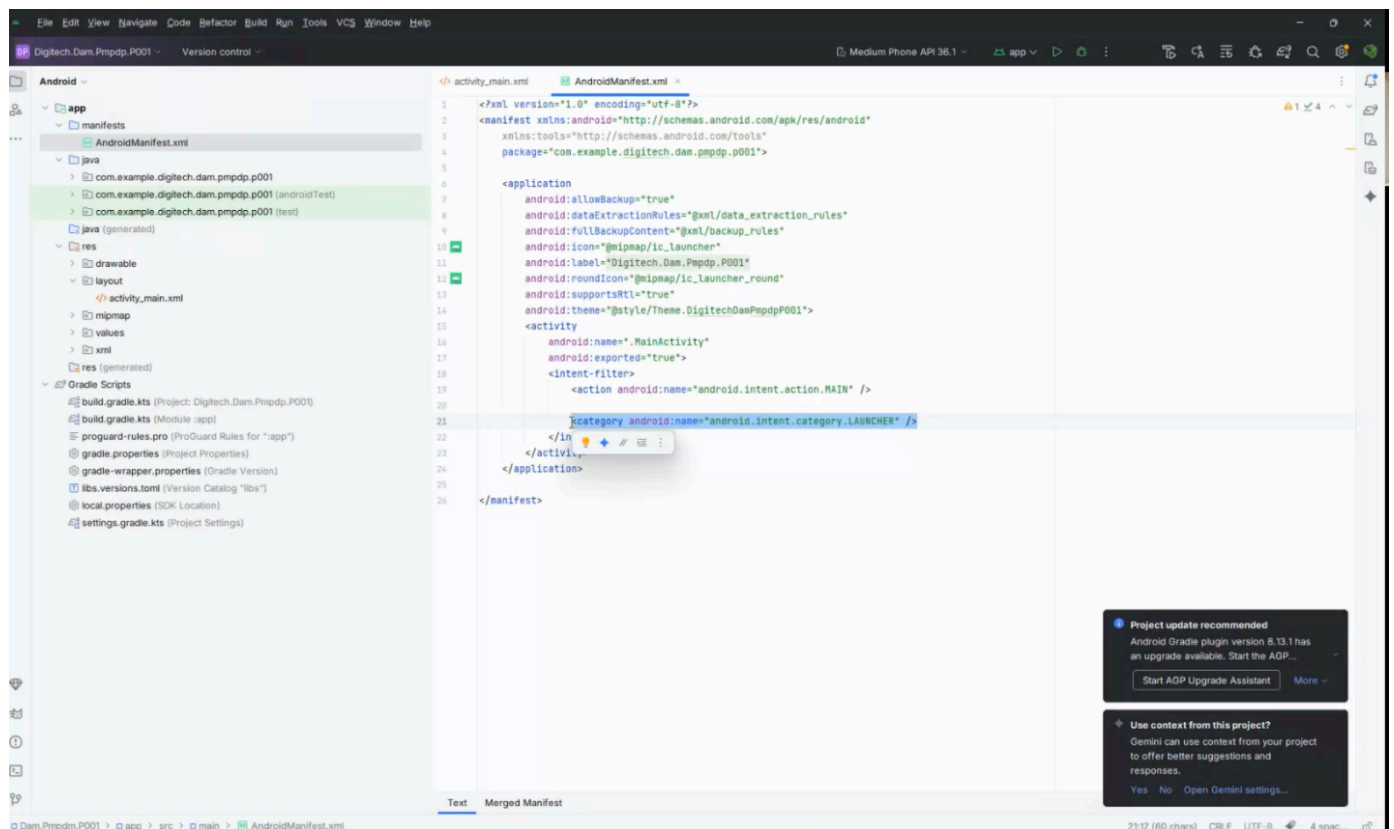 File Edit View Navigate Code Refactor Build Run Tools VCS Window Help
DP Digitech.Dam.Pmpdp.P001 Version control Medium Phone API 36.1 app
Android
app
manifests
AndroidManifest.xml
java
com.example.digitech.dam.pmpdp.p001
com.example.digitech.dam.pmpdp.p001 (androidTest)
com.example.digitech.dam.pmpdp.p001 (test)
java (generated)
res
drawable
layout
activity_main.xml
mipmap
values
xml
res (generated)
Gradle Scripts
build.gradle.kts (Project: Digitech.Dam.Pmpdp.P001)
build.gradle.kts (Module :app)
proguard-rules.pro (ProGuard Rules for ":app")
gradle.properties (Project Properties)
gradle-wrapper.properties (Gradle Version)
libs.versions.toml (Version Catalog "libs")
local.properties (SDK Location)
settings.gradle.kts (Project Settings)
activity_main.xml AndroidManifest.xml
1 4
1 <?xml version="1.0" encoding="utf-8"?>
2 <manifest xmlns:android="http://schemas.android.com/apk/res/android"
3 xmlns:tools="http://schemas.android.com/tools"
4 package="com.example.digitech.dam.pmpdp.p001">
5
6 <application
7 android:allowBackup="true"
8 android:dataExtractionRules="@xml/data_extraction_rules"
9 android:fullBackupContent="@xml/backup_rules"
10 android:icon="@mipmap/ic_launcher"
11 android:label="Digitech.Dam.Pmpdp.P001"
12 android:roundIcon="@mipmap/ic_launcher_round"
13 android:supportsRtl="true"
14 android:theme="@style/Theme.DigitechDamPmpdpP001">
15 <activity
16 android:name=".MainActivity"
17 android:exported="true">
18 <intent-filter>
19 <action android:name="android.intent.action.MAIN" />
20
21 <category android:name="android.intent.category.LAUNCHER" />
22 </in
23 </activity>
24 </application>
25
26 </manifest>
Project update recommended
Android Gradle plugin version 8.13.1 has
an upgrade available. Start the AGP...
Start AGP Upgrade Assistant More
Use context from this project?
Gemini can use context from your project
to offer better suggestions and
responses.
Yes No Open Gemini settings...
Text Merged Manifest
Dam.Pmpdm.P001 > app > src > main > AndroidManifest.xml 21:17 (60 chars) CRLF UTF-8 4 spac...